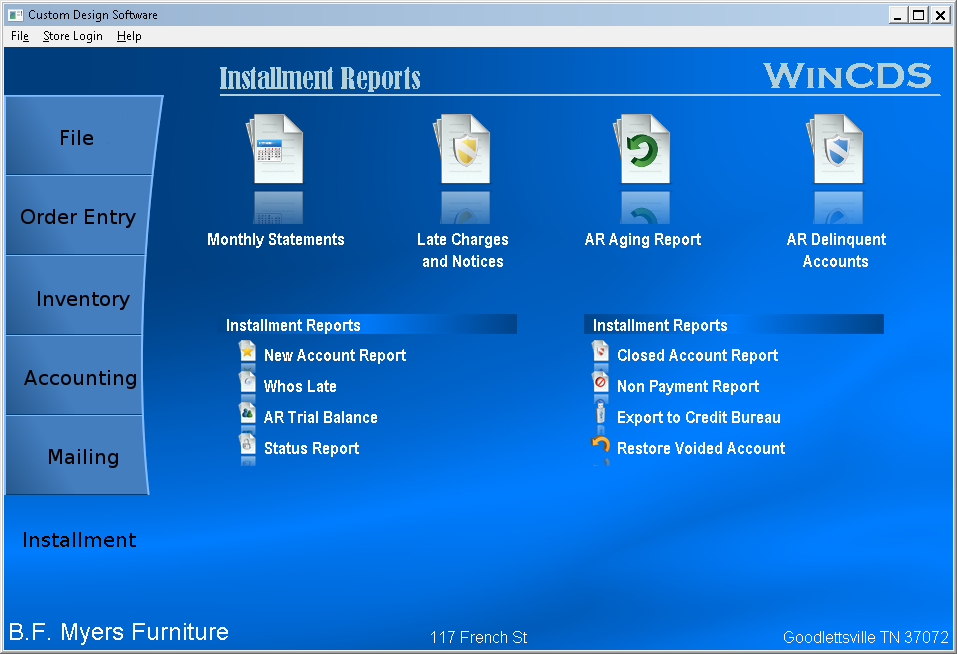 Custom Design Software
File Store Login Help
Installment Reports
WinCDS
File
Order Entry
Inventory
Accounting
Mailing
Installment
Monthly Statements
Late Charges
and Notices
AR Aging Report
AR Delinquent
Accounts
Installment Reports
New Account Report
Whos Late
AR Trial Balance
Status Report
Installment Reports
Closed Account Report
Non Payment Report
Export to Credit Bureau
Restore Voided Account
B.F. Myers Furniture
117 French St
Goodlettsville TN 37072